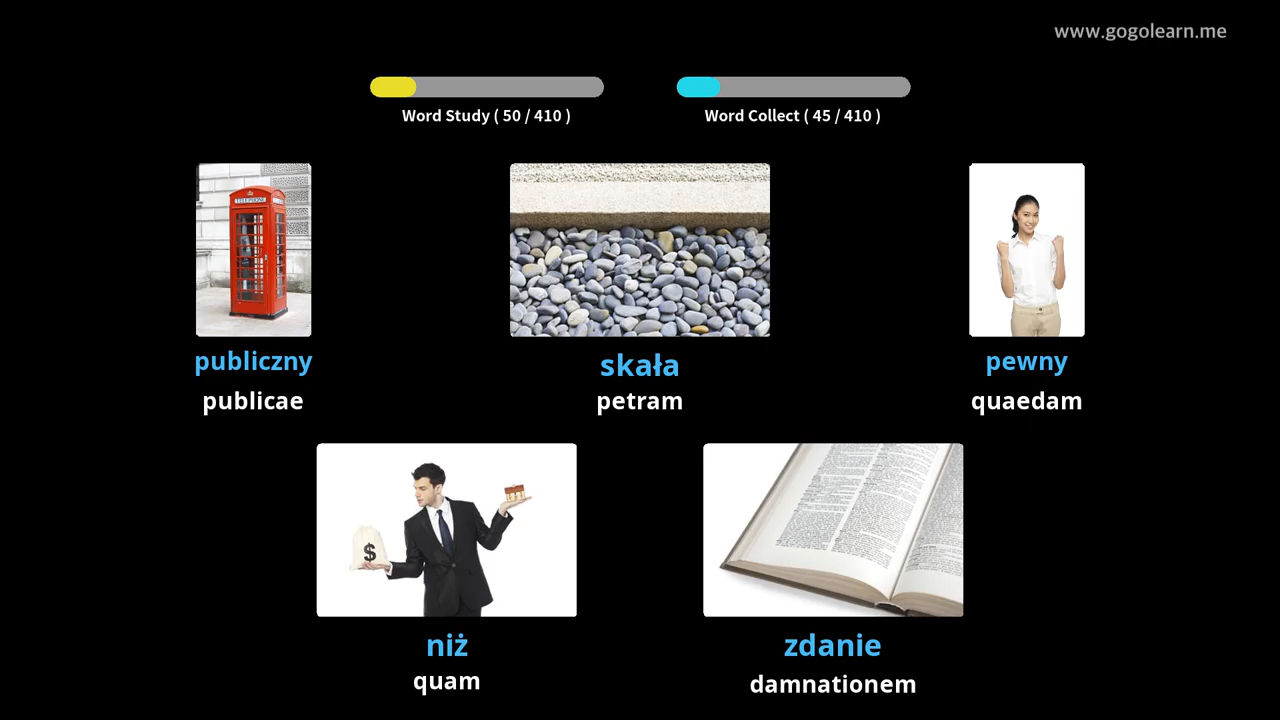 www.gogolearn.me
Word Study ( 50 / 410 )
Word Collect ( 45 / 410 )
TELEPHONE
publiczny
publicae
skała
petram
pewny
quaedam
$
niż
quam
zdanie
damnationem